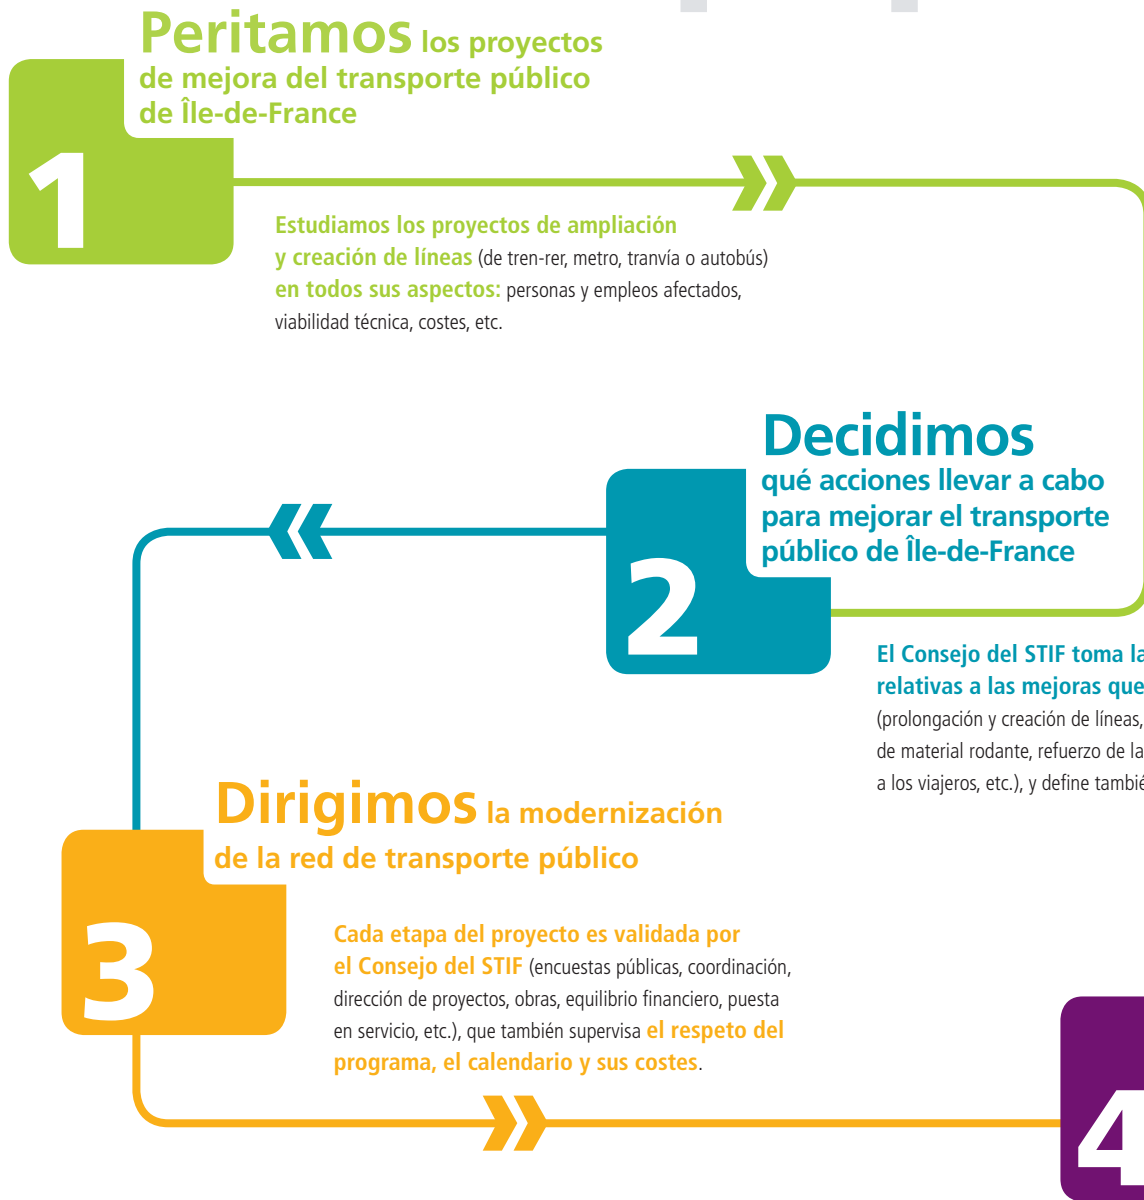 Peritamos los proyectos
de mejora del transporte público
de Île-de-France
1
Estudiamos los proyectos de ampliación
y creación de líneas (de tren-rer, metro, tranvía o autobús)
en todos sus aspectos: personas y empleos afectados,
viabilidad técnica, costes, etc.
Decidimos
qué acciones llevar a cabo
para mejorar el transporte
público de Île-de-France
2
El Consejo del STIF toma la
relativas a las mejoras que
(prolongación y creación de líneas,
de material rodante, refuerzo de la
a los viajeros, etc.), y define tambié
Dirigimos la modernización
de la red de transporte público
3
Cada etapa del proyecto es validada por
el Consejo del STIF (encuestas públicas, coordinación,
dirección de proyectos, obras, equilibrio financiero, puesta
en servicio, etc.), que también supervisa el respeto del
programa, el calendario y sus costes.
4